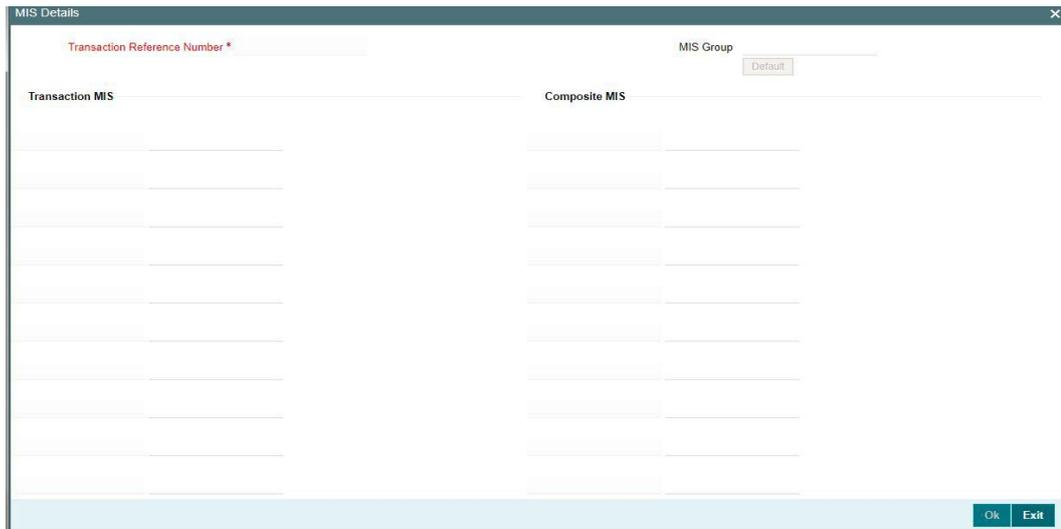 MIS Details
Transaction Reference Number *
MIS Group
Default
Transaction MIS
Composite MIS
Ok Exit